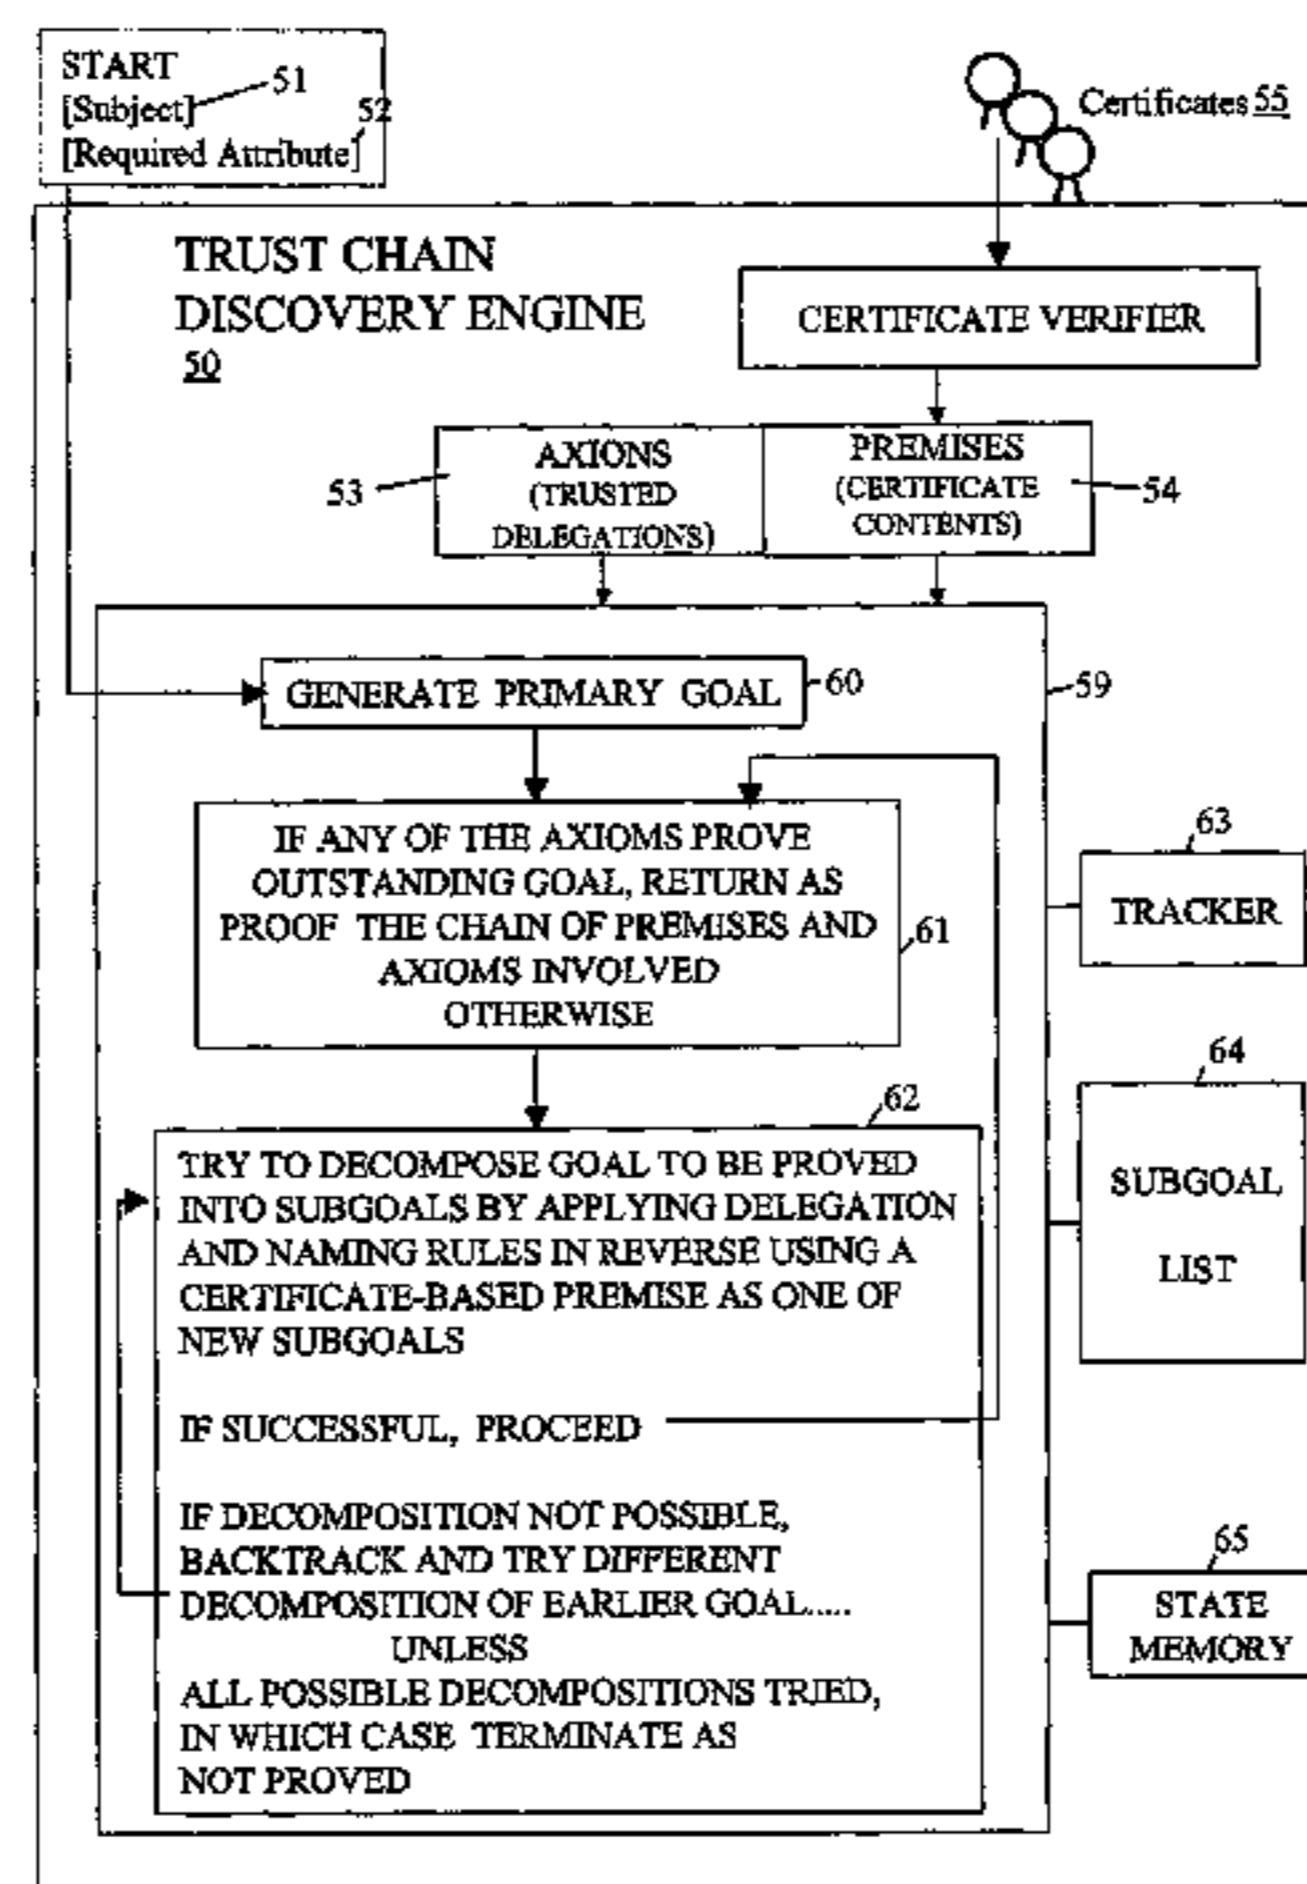 START
[Subject]
51
[Required Attribute]
52
Certificates 55
TRUST CHAIN
DISCOVERY ENGINE
50
CERTIFICATE VERIFIER
AXIONS
(TRUSTED
DELEGATIONS)
53
PREMISES
(CERTIFICATE
CONTENTS)
54
59
GENERATE PRIMARY GOAL
60
IF ANY OF THE AXIOMS PROVE
OUTSTANDING GOAL, RETURN AS
PROOF THE CHAIN OF PREMISES AND
AXIOMS INVOLVED
OTHERWISE
61
63
TRACKER
62
TRY TO DECOMPOSE GOAL TO BE PROVED
INTO SUBGOALS BY APPLYING DELEGATION
AND NAMING RULES IN REVERSE USING A
CERTIFICATE-BASED PREMISE AS ONE OF
NEW SUBGOALS
IF SUCCESSFUL, PROCEED
IF DECOMPOSITION NOT POSSIBLE,
BACKTRACK AND TRY DIFFERENT
DECOMPOSITION OF EARLIER GOAL.....
UNLESS
ALL POSSIBLE DECOMPOSITIONS TRIED,
IN WHICH CASE TERMINATE AS
NOT PROVED
64
SUBGOAL
LIST
65
STATE
MEMORY